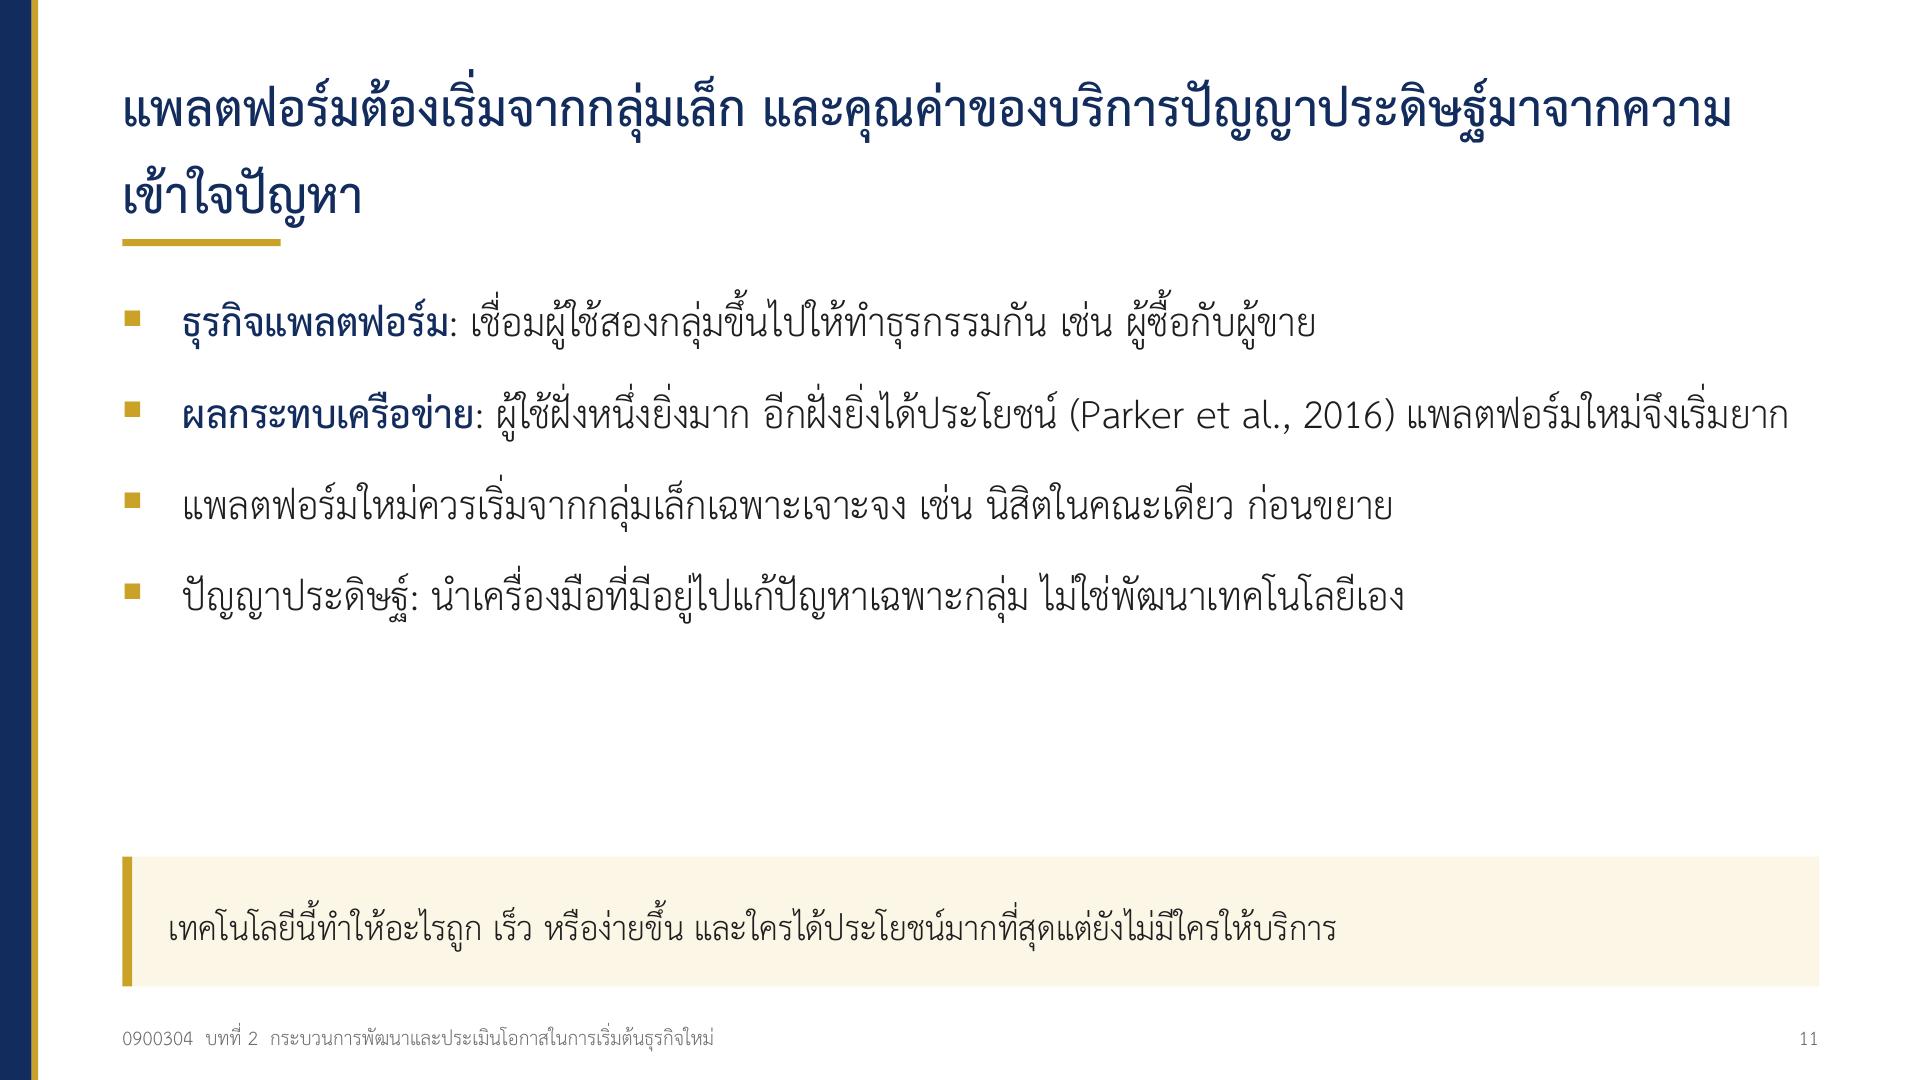 แพลตฟอร์มต้องเริ่มจากกลุ่มเล็ก และคุณค่าของบริการปัญญาประดิษฐ์มาจากความ
เข้าใจปัญหา
ธุรกิจแพลตฟอร์ม: เชื่อมผู้ใช้สองกลุ่มขึ้นไปให้ทำธุรกรรมกัน เช่น ผู้ซื้อกับผู้ขาย
ผลกระทบเครือข่าย: ผู้ใช้ฝั่งหนึ่งยิ่งมาก อีกฝั่งยิ่งได้ประโยชน์ (Parker et al., 2016) แพลตฟอร์มใหม่จึงเริ่มยาก
แพลตฟอร์มใหม่ควรเริ่มจากกลุ่มเล็กเฉพาะเจาะจง เช่น นิสิตในคณะเดียว ก่อนขยาย
ปัญญาประดิษฐ์: นำเครื่องมือที่มีอยู่ไปแก้ปัญหาเฉพาะกลุ่ม ไม่ใช่พัฒนาเทคโนโลยีเอง
เทคโนโลยีนี้ทำให้อะไรถูก เร็ว หรือง่ายขึ้น และใครได้ประโยชน์มากที่สุดแต่ยังไม่มีใครให้บริการ
0900304 บทที่ 2 กระบวนการพัฒนาและประเมินโอกาสในการเริ่มต้นธุรกิจใหม่
11